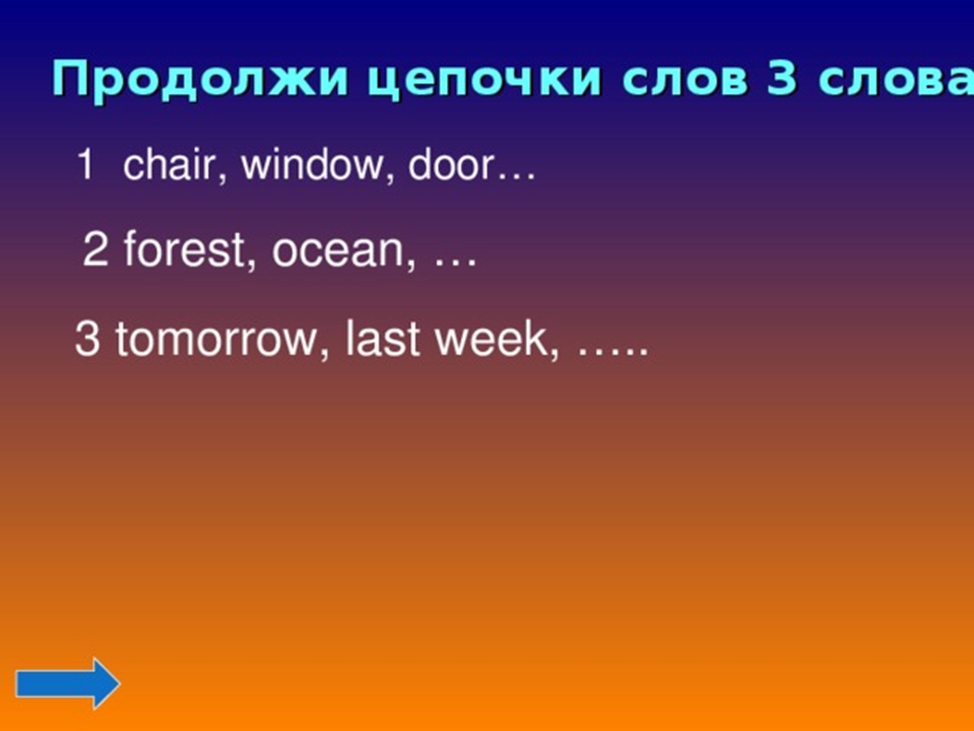 Продолжи цепочки слов 3 слова
1 chair, window, door…
2 forest, ocean, …
3 tomorrow, last week, …..